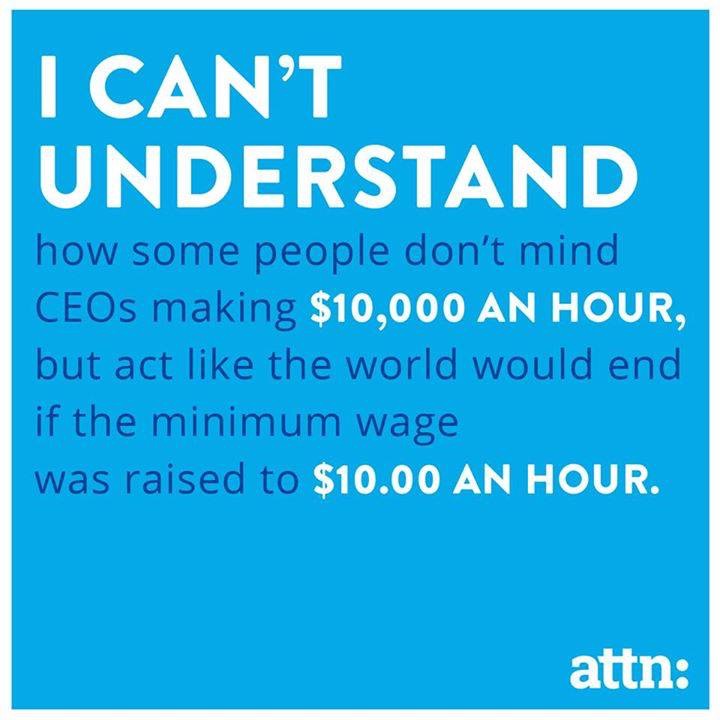 I CAN’T
UNDERSTAND
how some people don’t mind
CEOs making $10,000 AN HOUR,
but act like the world would end
if the minimum wage
was raised to $10.00 AN HOUR.
attn: